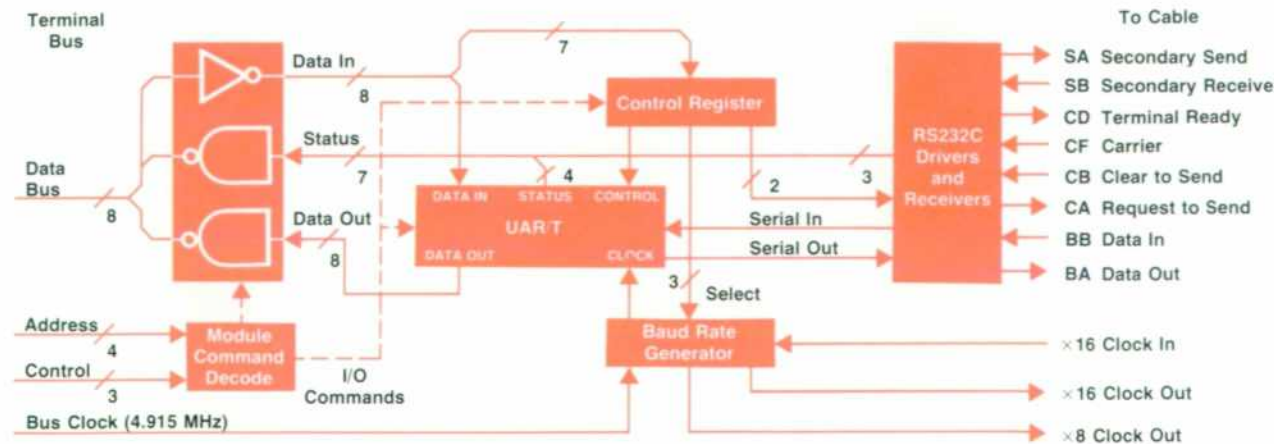 Terminal
Bus
To Cable
Data In
8
7
Control Register
SA Secondary Send
SB Secondary Receive
CD Terminal Ready
CF Carrier
CB Clear to Send
CA Request to Send
BB Data In
BA Data Out
RS232C
Drivers
and
Receivers
Status
7
4
2
3
Data
Bus
8
DATA IN
STATUS
CONTROL
UAR/T
DATA OUT
CLOCK
Data Out
8
Serial In
Serial Out
3
Select
Address
4
Control
3
Module
Command
Decode
I/O
Commands
Baud Rate
Generator
×16 Clock In
×16 Clock Out
×8 Clock Out
Bus Clock (4.915 MHz)